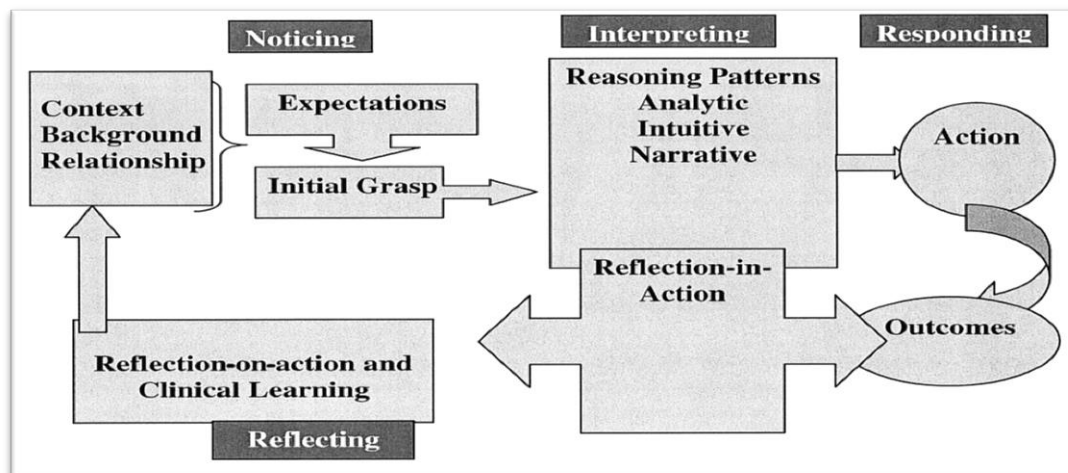 Noticing
Interpreting
Responding
Context
Background
Relationship
Expectations
Initial Grasp
Reasoning Patterns
Analytic
Intuitive
Narrative
Action
Reflection-in-
Action
Outcomes
Reflection-on-action and
Clinical Learning
Reflecting